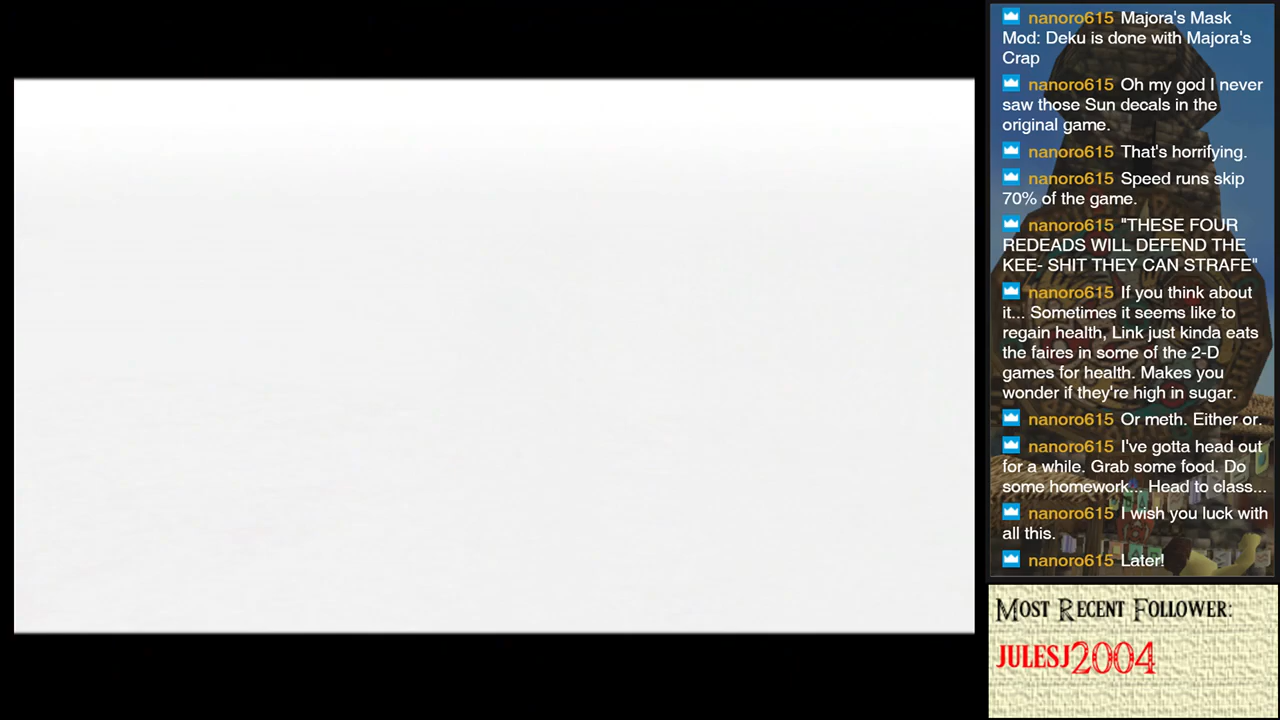 nanoro615 Majora's Mask
Mod: Deku is done with Majora's
Crap
nanoro615 Oh my god I never
saw those Sun decals in the
original game.
nanoro615 That's horrifying.
nanoro615 Speed runs skip
70% of the game.
nanoro615 "THESE FOUR
REDEADS WILL DEFEND THE
KEE- SHIT THEY CAN STRAFE"
nanoro615 If you think about
it... Sometimes it seems like to
regain health, Link just kinda eats
the faires in some of the 2-D
games for health. Makes you
wonder if they're high in sugar.
nanoro615 Or meth. Either or.
nanoro615 I've gotta head out
for a while. Grab some food. Do
some homework... Head to class...
nanoro615 I wish you luck with
all this.
nanoro615 Later!
Most Recent Follower:
JULESJ2004